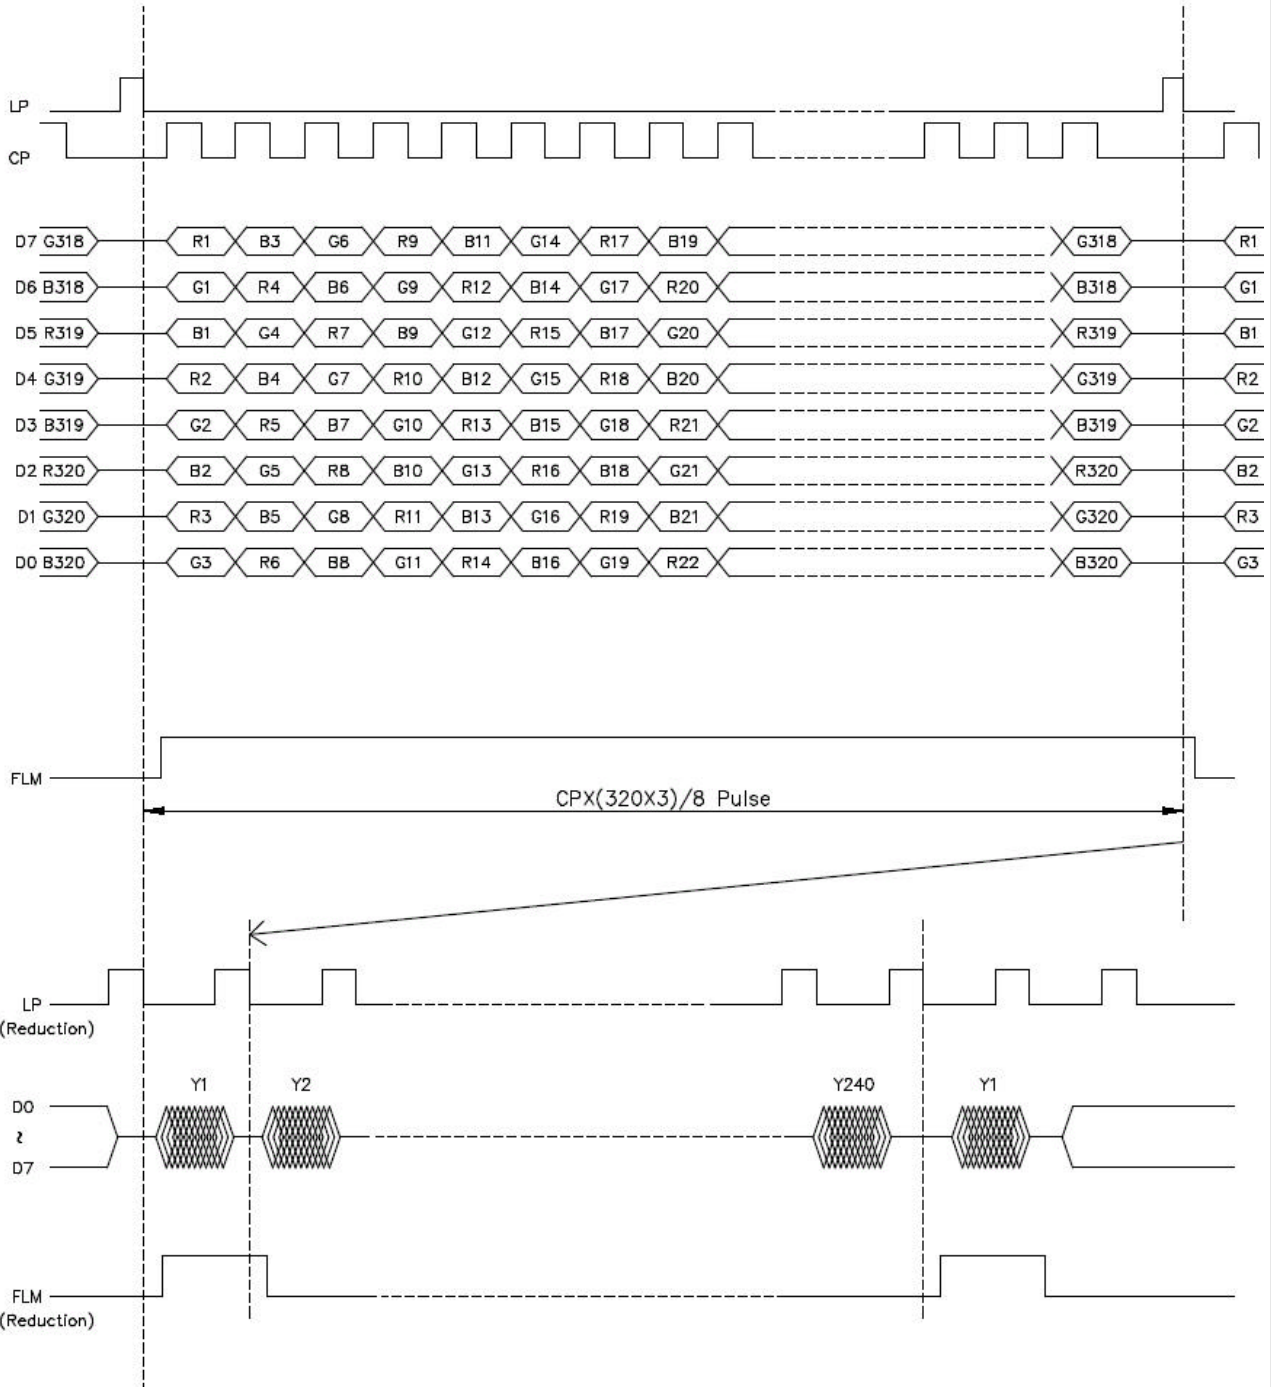 LP
CP
D7 G318 R1 B3 G6 R9 B11 G14 R17 B19 G318 R1
D6 B318 G1 R4 B6 G9 R12 B14 G17 R20 B318 G1
D5 R319 B1 G4 R7 B9 G12 R15 B17 G20 R319 B1
D4 G319 R2 B4 G7 R10 B12 G15 R18 B20 G319 R2
D3 B319 G2 R5 B7 G10 R13 B15 G18 R21 B319 G2
D2 R320 B2 G5 R8 B10 G13 R16 B18 G21 R320 B2
D1 G320 R3 B5 G8 R11 B13 G16 R19 B21 G320 R3
D0 B320 G3 R6 B8 G11 R14 B16 G19 R22 B320 G3
FLM
CPX(320X3)/8 Pulse
LP
(Reduction)
Y1 Y2 Y240 Y1
D0
~
D7
FLM
(Reduction)